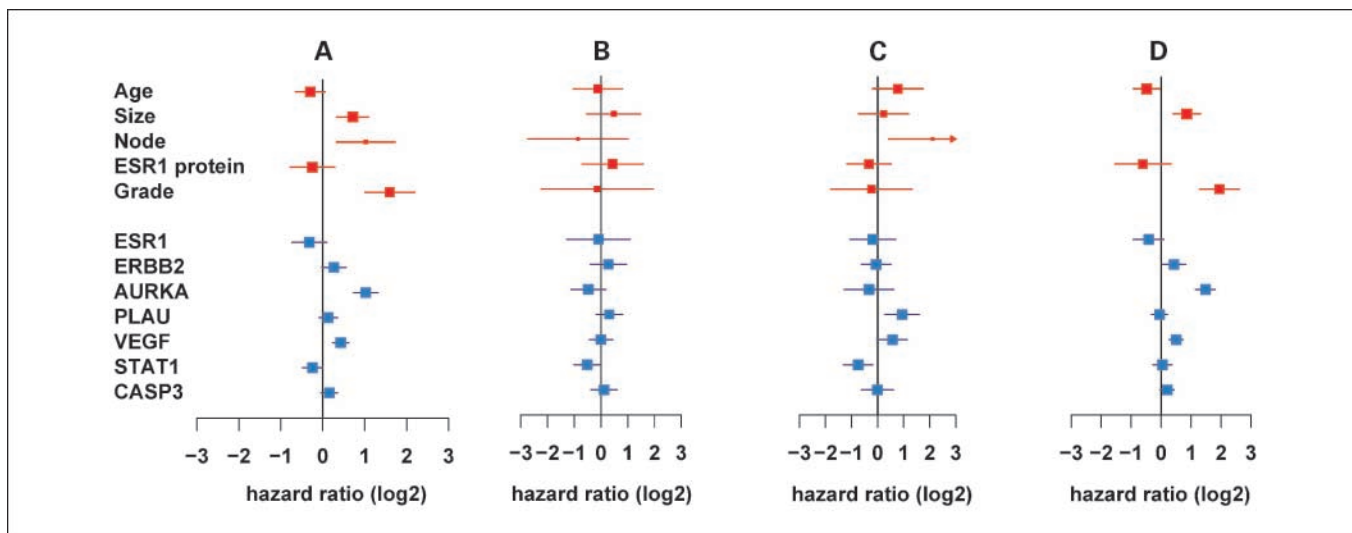 A B C D
Age
Size
Node
ESR1 protein
Grade
ESR1
ERBB2
AURKA
PLAU
VEGF
STAT1
CASP3
−3 −2 −1 0 1 2 3 −3 −2 −1 0 1 2 3 −3 −2 −1 0 1 2 3 −3 −2 −1 0 1 2 3
hazard ratio (log2) hazard ratio (log2) hazard ratio (log2) hazard ratio (log2)